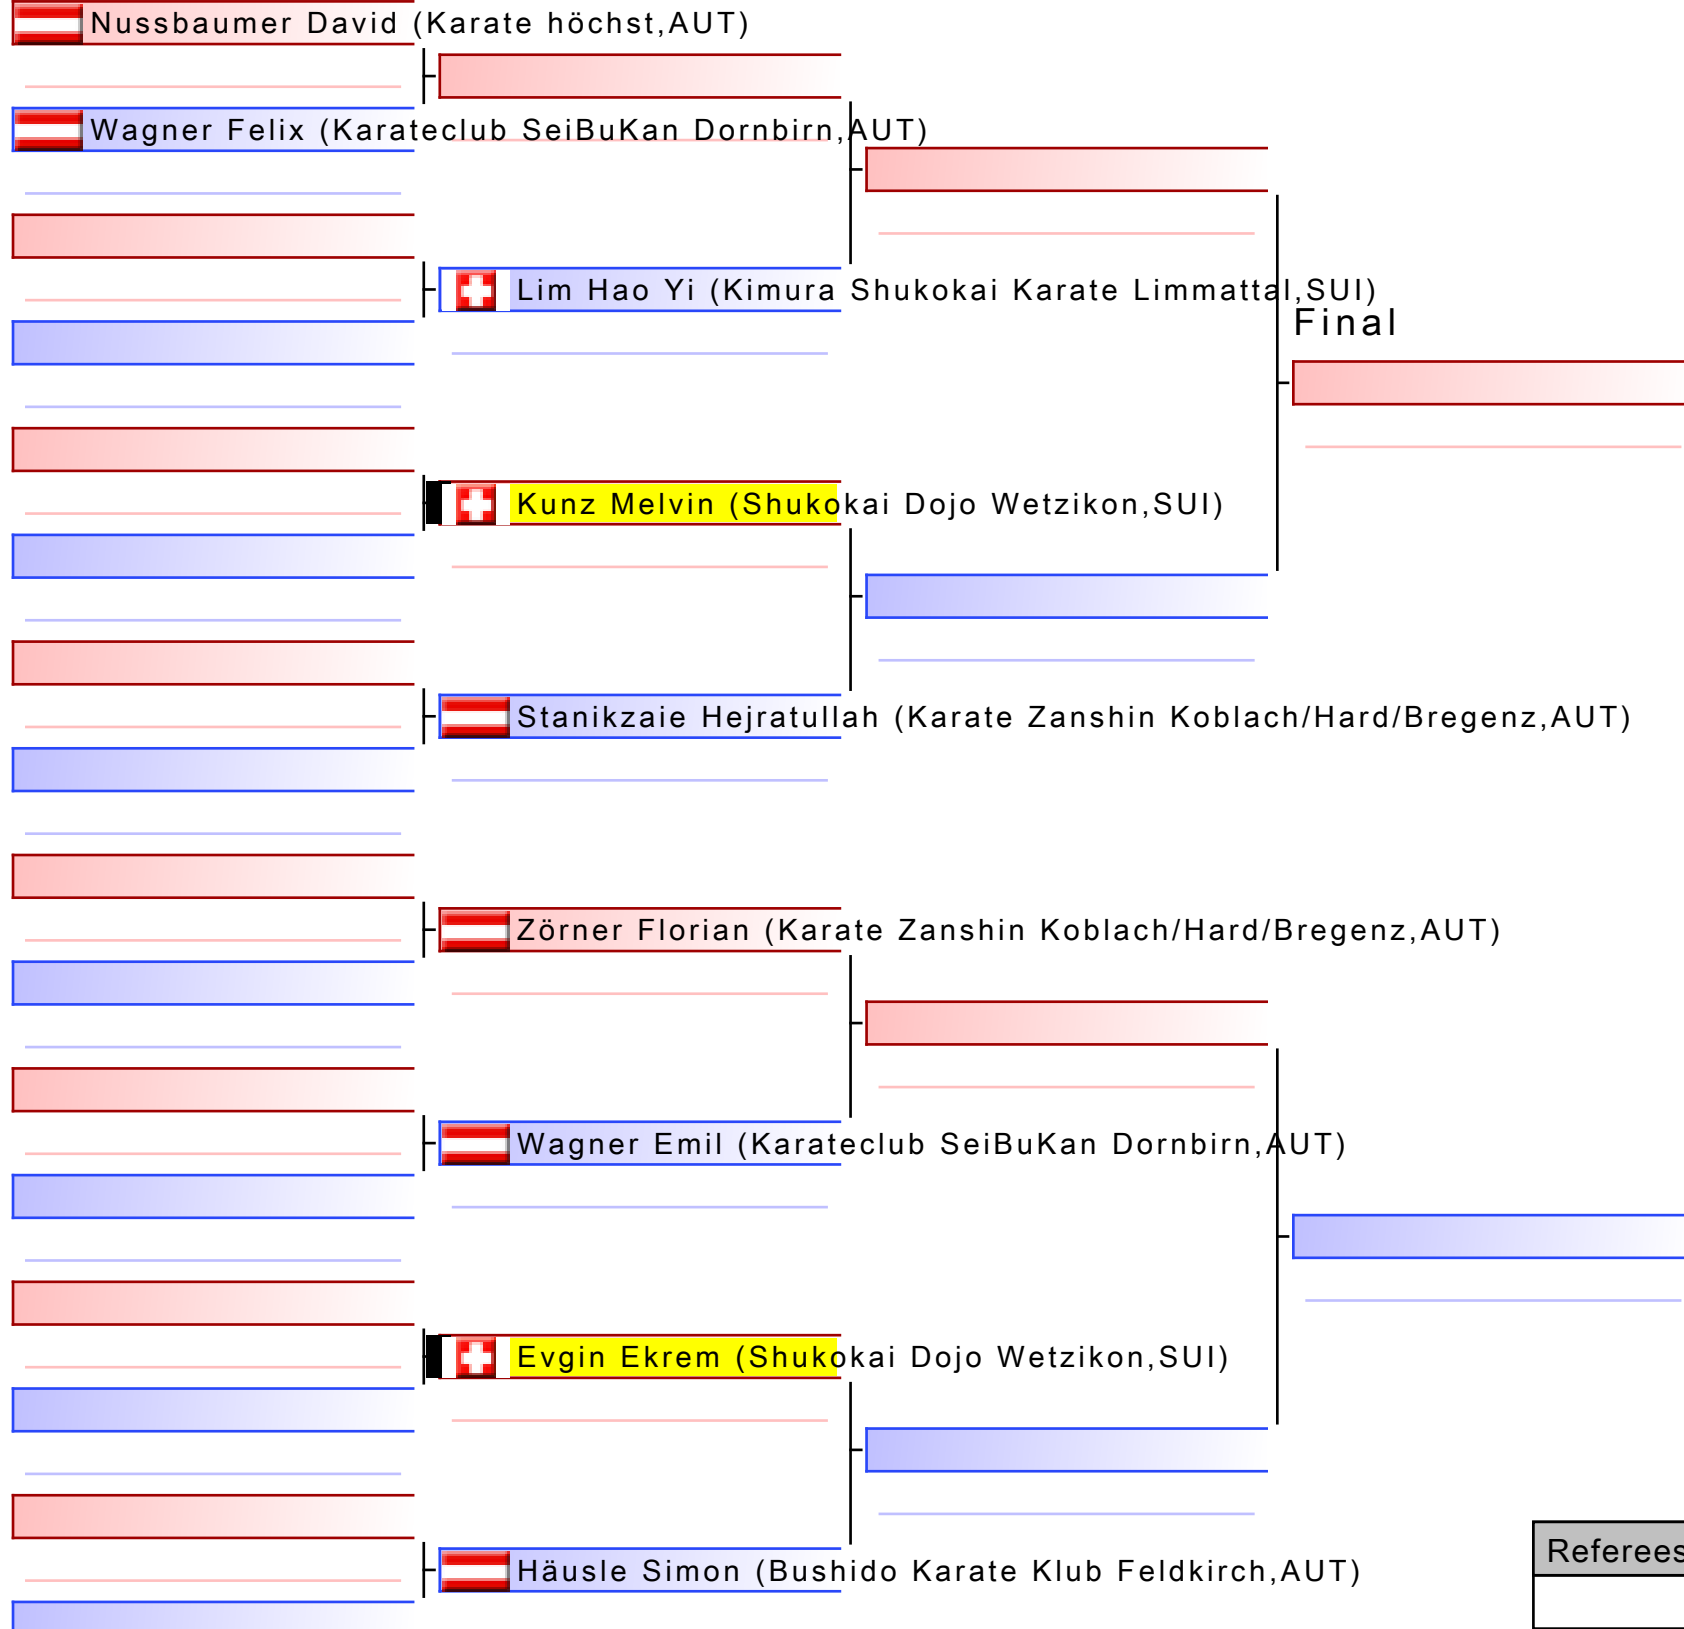 Nussbaumer David (Karate höchst,AUT)
Wagner Felix (Karateclub SeiBuKan Dornbirn,AUT)
Lim Hao Yi (Kimura Shukokai Karate Limmattal,SUI)
Final
Kunz Melvin (Shukokai Dojo Wetzikon,SUI)
Stanikzaie Hejratullah (Karate Zanshin Koblach/Hard/Bregenz,AUT)
Zörner Florian (Karate Zanshin Koblach/Hard/Bregenz,AUT)
Wagner Emil (Karateclub SeiBuKan Dornbirn,AUT)
Evgin Ekrem (Shukokai Dojo Wetzikon,SUI)
Referees
Häusle Simon (Bushido Karate Klub Feldkirch,AUT)